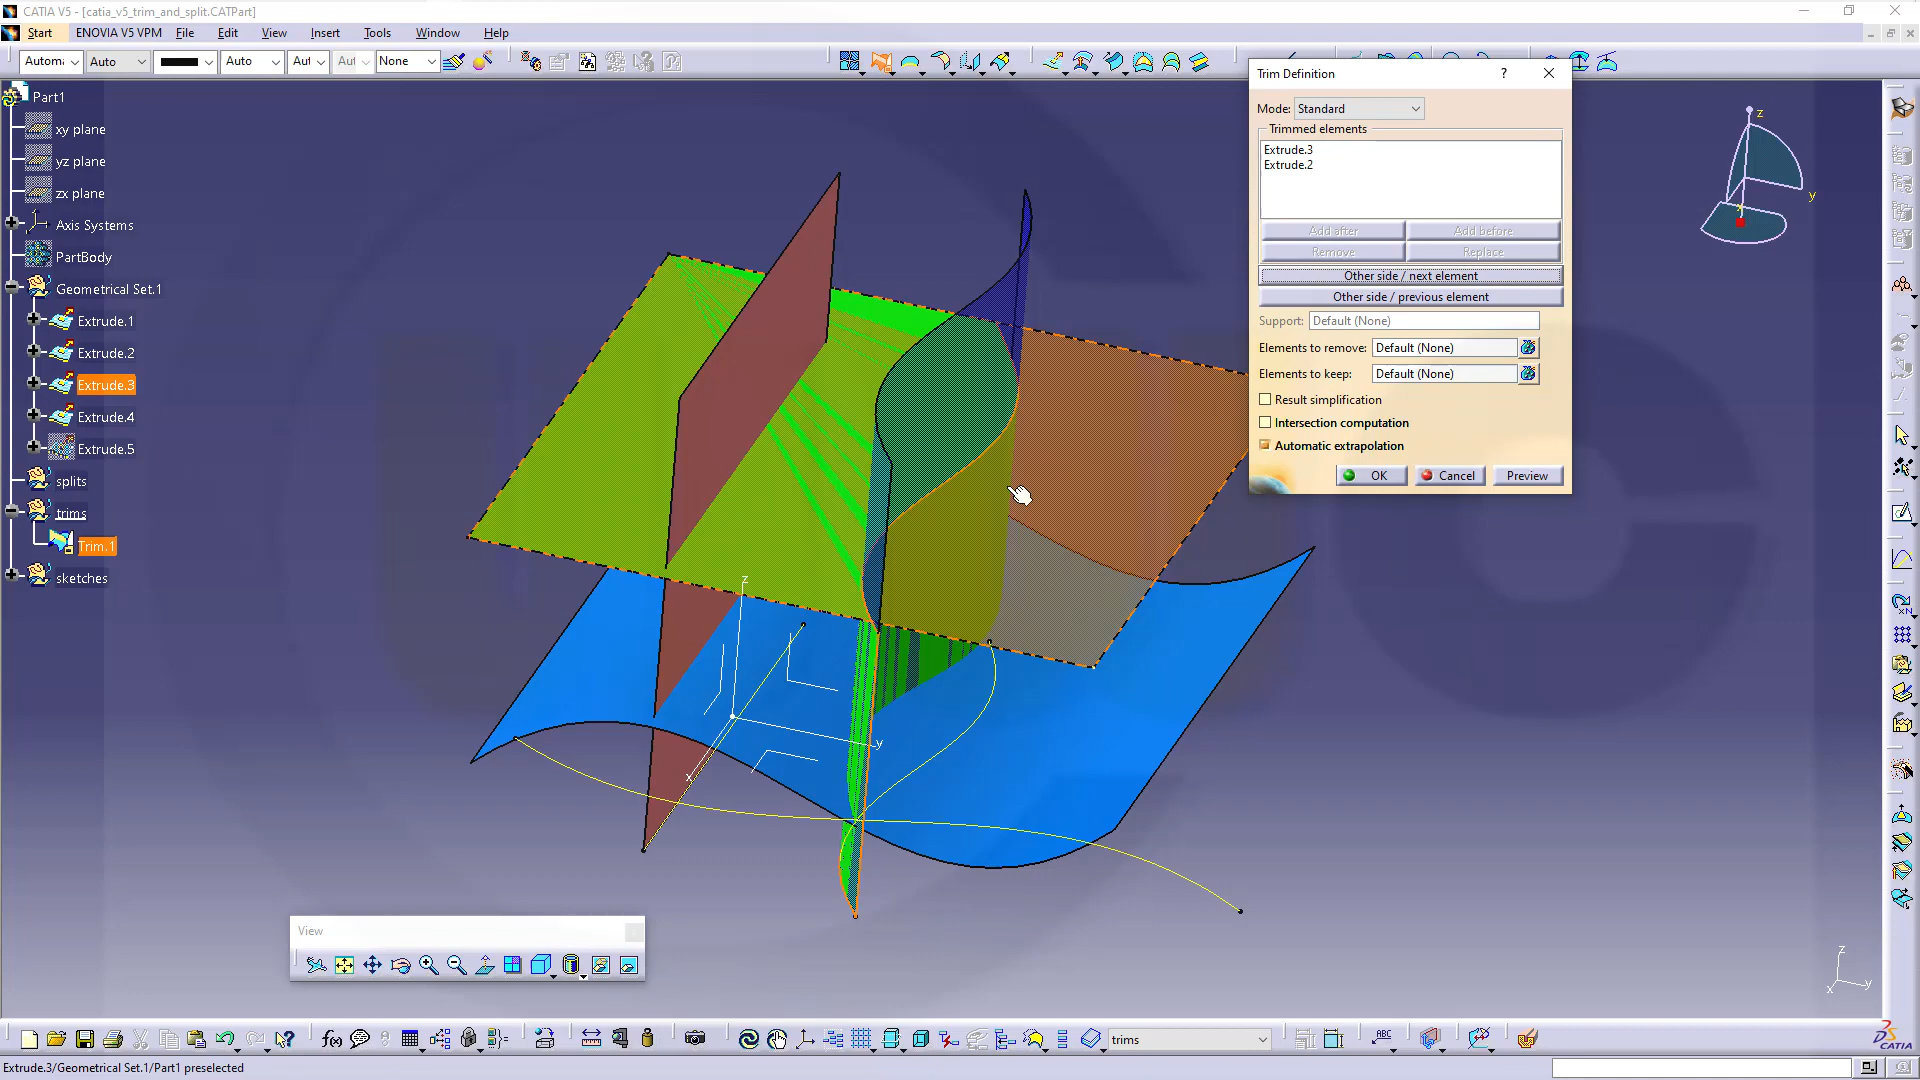 CATIA V5 - [catia_v5_trim_and_split.CATPart]
Start ENOVIA V5 VPM File Edit View Insert Tools Window Help
Automa Auto Auto Aut Aut None
Trim Definition ?
Mode: Standard
Trimmed elements
Extrude.3
Extrude.2
Add after Add before
Remove Replace
Other side / next element
Other side / previous element
Support: Default (None)
Elements to remove: Default (None)
Elements to keep: Default (None)
Result simplification
Intersection computation
Automatic extrapolation
OK Cancel Preview
Part1
xy plane
yz plane
zx plane
Axis Systems
PartBody
Geometrical Set.1
Extrude.1
Extrude.2
Extrude.3
Extrude.4
Extrude.5
splits
trims
Trim.1
sketches
z
y
z
y
x
View
z
y
x
trims
ABC
CATIA
Extrude.3/Geometrical Set.1/Part1 preselected